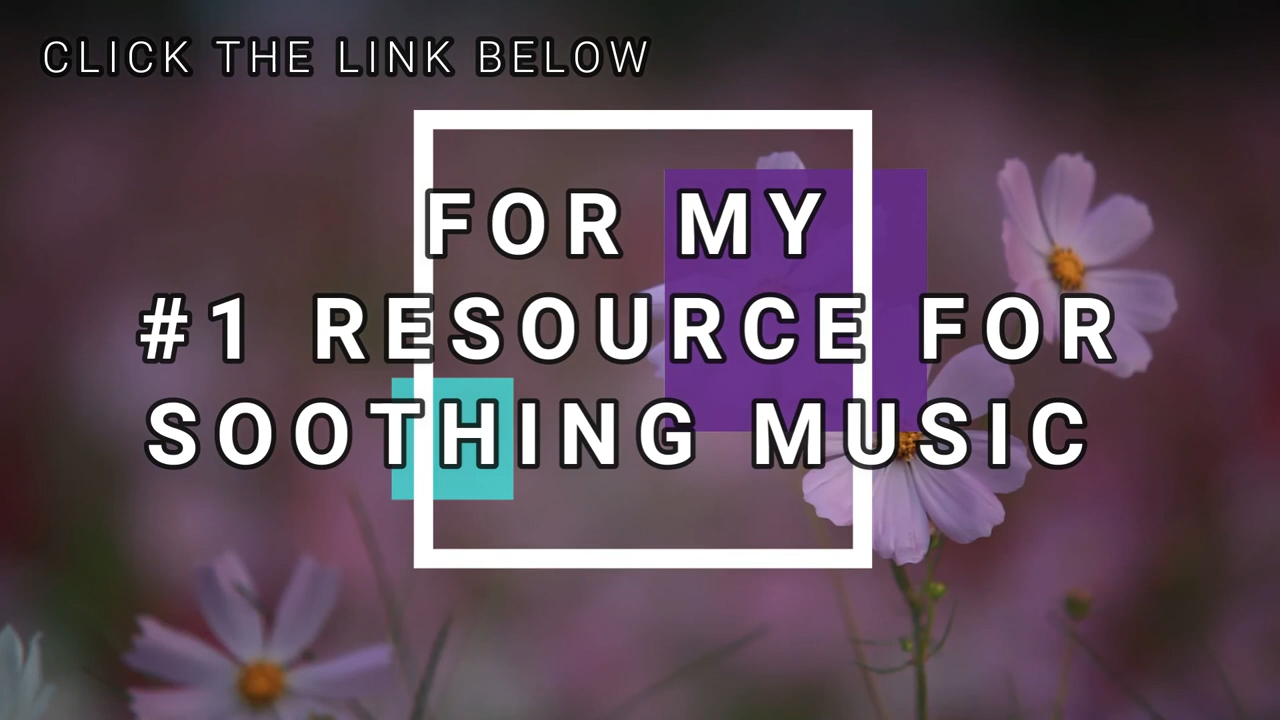 CLICK THE LINK BELOW
FOR MY
#1 RESOURCE FOR
SOOTHING MUSIC